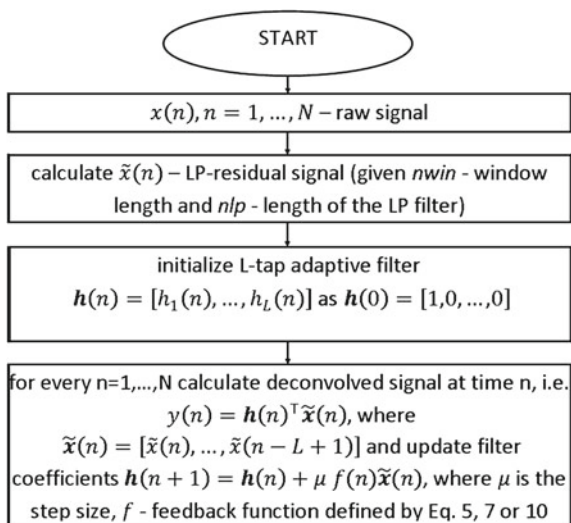 START
x(n), n = 1, …, N – raw signal
calculate x̃(n) – LP-residual signal (given nwin - window
length and nlp - length of the LP filter)
initialize L-tap adaptive filter
h(n) = [h₁(n), …, h_L(n)] as h(0) = [1,0, …,0]
for every n=1,…,N calculate deconvolved signal at time n, i.e.
y(n) = h(n)ᵀx̃(n), where
x̃(n) = [x̃(n), …, x̃(n − L + 1)] and update filter
coefficients h(n + 1) = h(n) + μ f(n)x̃(n), where μ is the
step size, f - feedback function defined by Eq. 5, 7 or 10